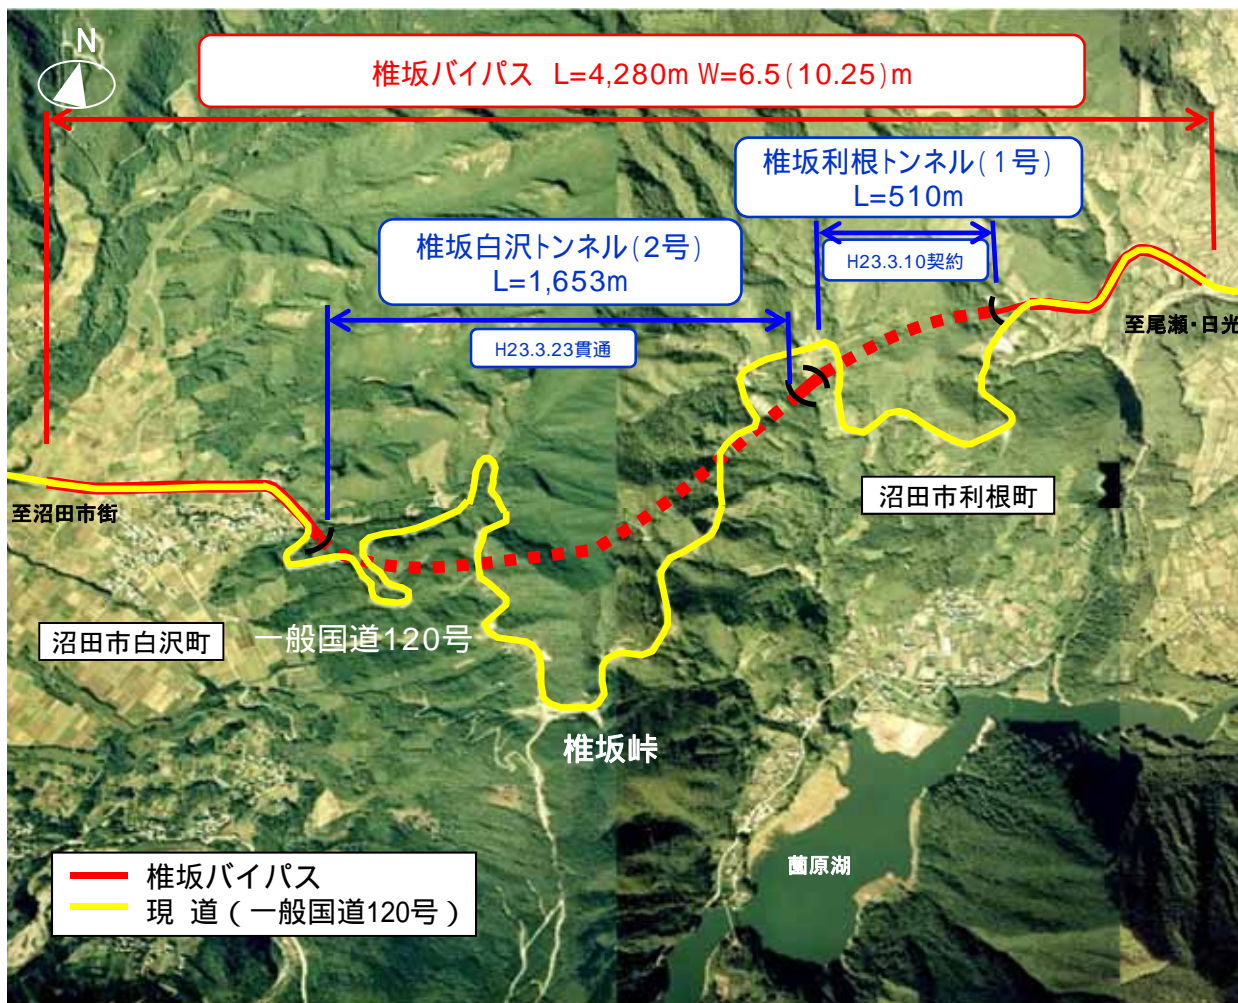 N
椎坂バイパス L=4,280m W=6.5(10.25)m
椎坂利根トンネル(1号)
L=510m
H23.3.10契約
椎坂白沢トンネル(2号)
L=1,653m
H23.3.23貫通
至尾瀬・日光
至沼田市街
沼田市利根町
沼田市白沢町
一般国道120号
椎坂峠
薗原湖
椎坂バイパス
現 道(一般国道120号)